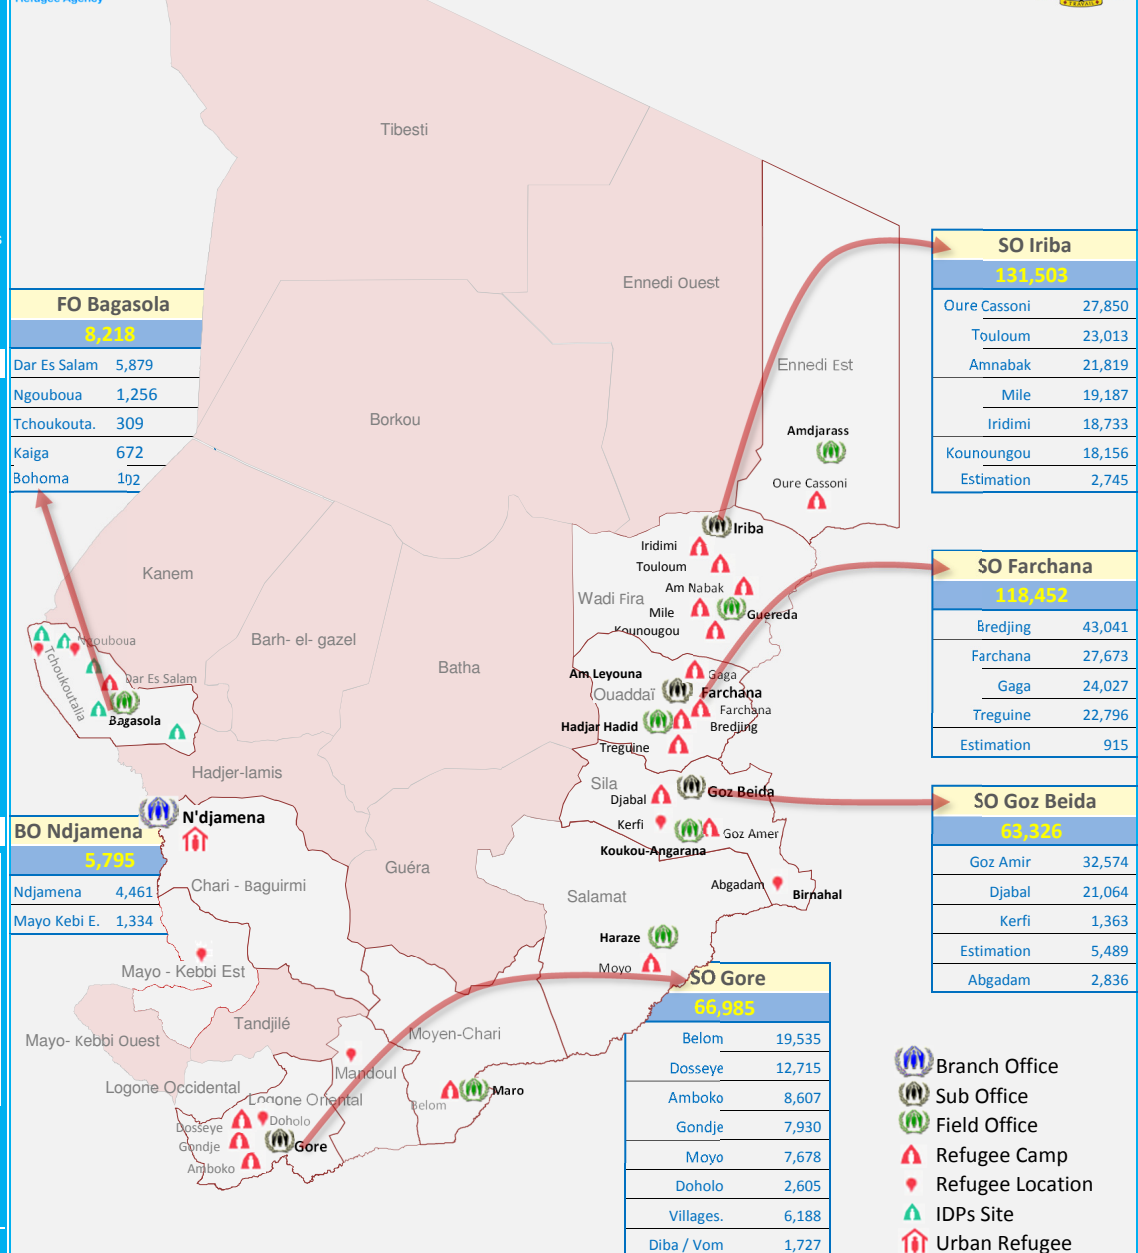 Refugee Agency
TRAVAIL
Tibesti
Ennedi Ouest
Ennedi Est
Borkou
Amdjarass
Oure Cassoni
Iriba
Iridimi
Touloum
Am Nabak
Wadi Fira
Mile
Guereda
Kounougou
Kanem
Barh- el- gazel
Batha
Ngouboua
Tchoukoutalia
Dar Es Salam
Bagasola
Am Leyouna
Gaga
Ouaddaï
Farchana
Farchana
Hadjar Hadid
Bredjing
Treguine
Hadjer-lamis
Sila
Djabal
Goz Beida
Kerfi
Goz Amer
Koukou-Angarana
N'djamena
Chari - Baguirmi
Guéra
Salamat
Abgadam
Birnahal
Haraze
Moyo
Mayo - Kebbi Est
Mayo- Kebbi Ouest
Tandjilé
Moyen-Chari
Mandoul
Logone Occidental
Logone Oriental
Belom
Maro
Dosseye
Doholo
Gondje
Gore
Amboko
FO Bagasola
8,218
Dar Es Salam 5,879
Ngouboua 1,256
Tchoukouta. 309
Kaiga 672
Bohoma 102
BO Ndjamena
5,795
Ndjamena 4,461
Mayo Kebi E. 1,334
SO Iriba
131,503
Oure Cassoni 27,850
Touloum 23,013
Amnabak 21,819
Mile 19,187
Iridimi 18,733
Kounoungou 18,156
Estimation 2,745
SO Farchana
118,452
Bredjing 43,041
Farchana 27,673
Gaga 24,027
Treguine 22,796
Estimation 915
SO Goz Beida
63,326
Goz Amir 32,574
Djabal 21,064
Kerfi 1,363
Estimation 5,489
Abgadam 2,836
SO Gore
66,985
Belom 19,535
Dosseye 12,715
Amboko 8,607
Gondje 7,930
Moyo 7,678
Doholo 2,605
Villages. 6,188
Diba / Vom 1,727
Branch Office
Sub Office
Field Office
Refugee Camp
Refugee Location
IDPs Site
Urban Refugee